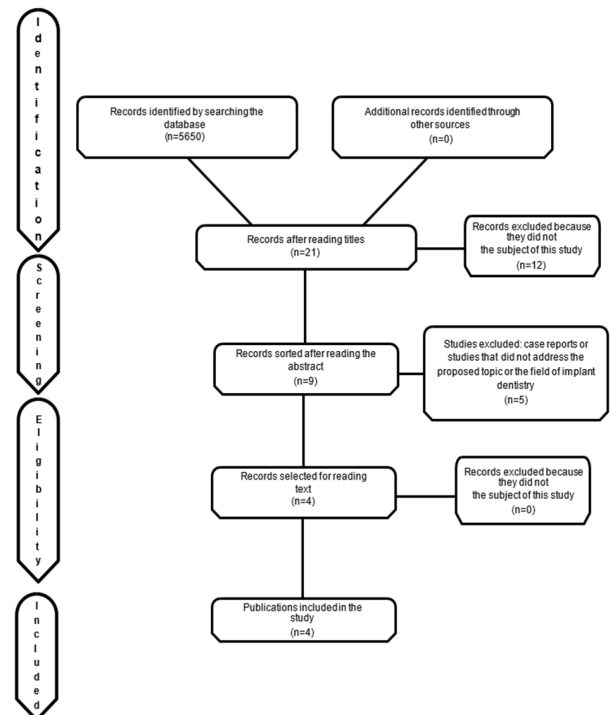 Identification
Records identified by searching the
database
(n=5650)
Additional records identified through
other sources
(n=0)
Records after reading titles
(n=21)
Records excluded because
they did not
the subject of this study
(n=12)
Screening
Records sorted after reading the
abstract
(n=9)
Studies excluded: case reports or
studies that did not address the
proposed topic or the field of implant
dentistry
(n=5)
Eligibility
Records selected for reading
text
(n=4)
Records excluded because
they did not
the subject of this study
(n=0)
Included
Publications included in the
study
(n=4)